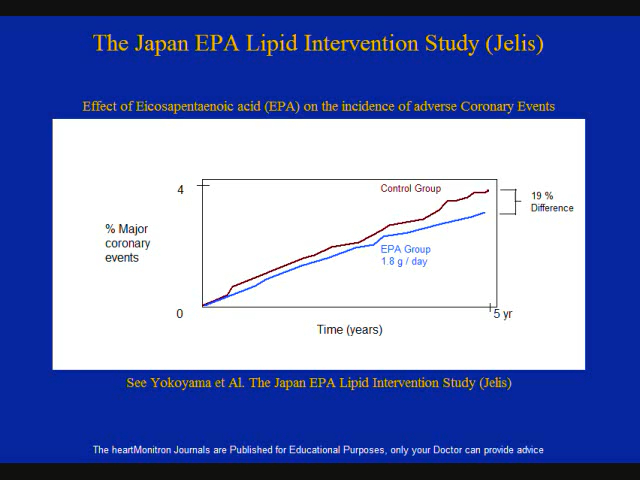 The Japan EPA Lipid Intervention Study (Jelis)
Effect of Eicosapentaenoic acid (EPA) on the incidence of adverse Coronary Events
4
Control Group
19 %
Difference
% Major
coronary
events
EPA Group
1.8 g / day
0
5 yr
Time (years)
See Yokoyama et Al. The Japan EPA Lipid Intervention Study (Jelis)
The heartMonitron Journals are Published for Educational Purposes, only your Doctor can provide advice